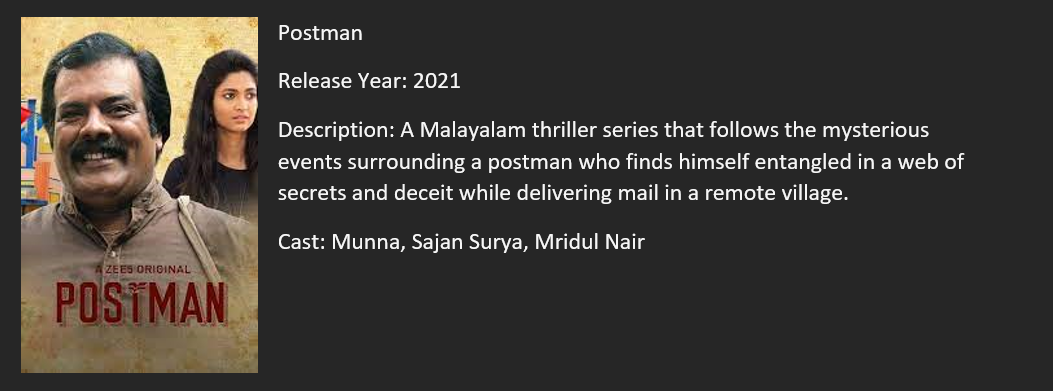 Postman
Release Year: 2021
Description: A Malayalam thriller series that follows the mysterious
events surrounding a postman who finds himself entangled in a web of
secrets and deceit while delivering mail in a remote village.
Cast: Munna, Sajan Surya, Mridul Nair
A ZEE5 ORIGINAL
POSTMAN